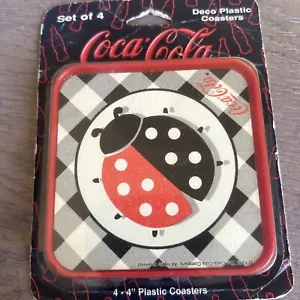 Set of 4
Deco Plastic
Coasters
Coca-Cola
Coca-Cola
4 - 4" Plastic Coasters